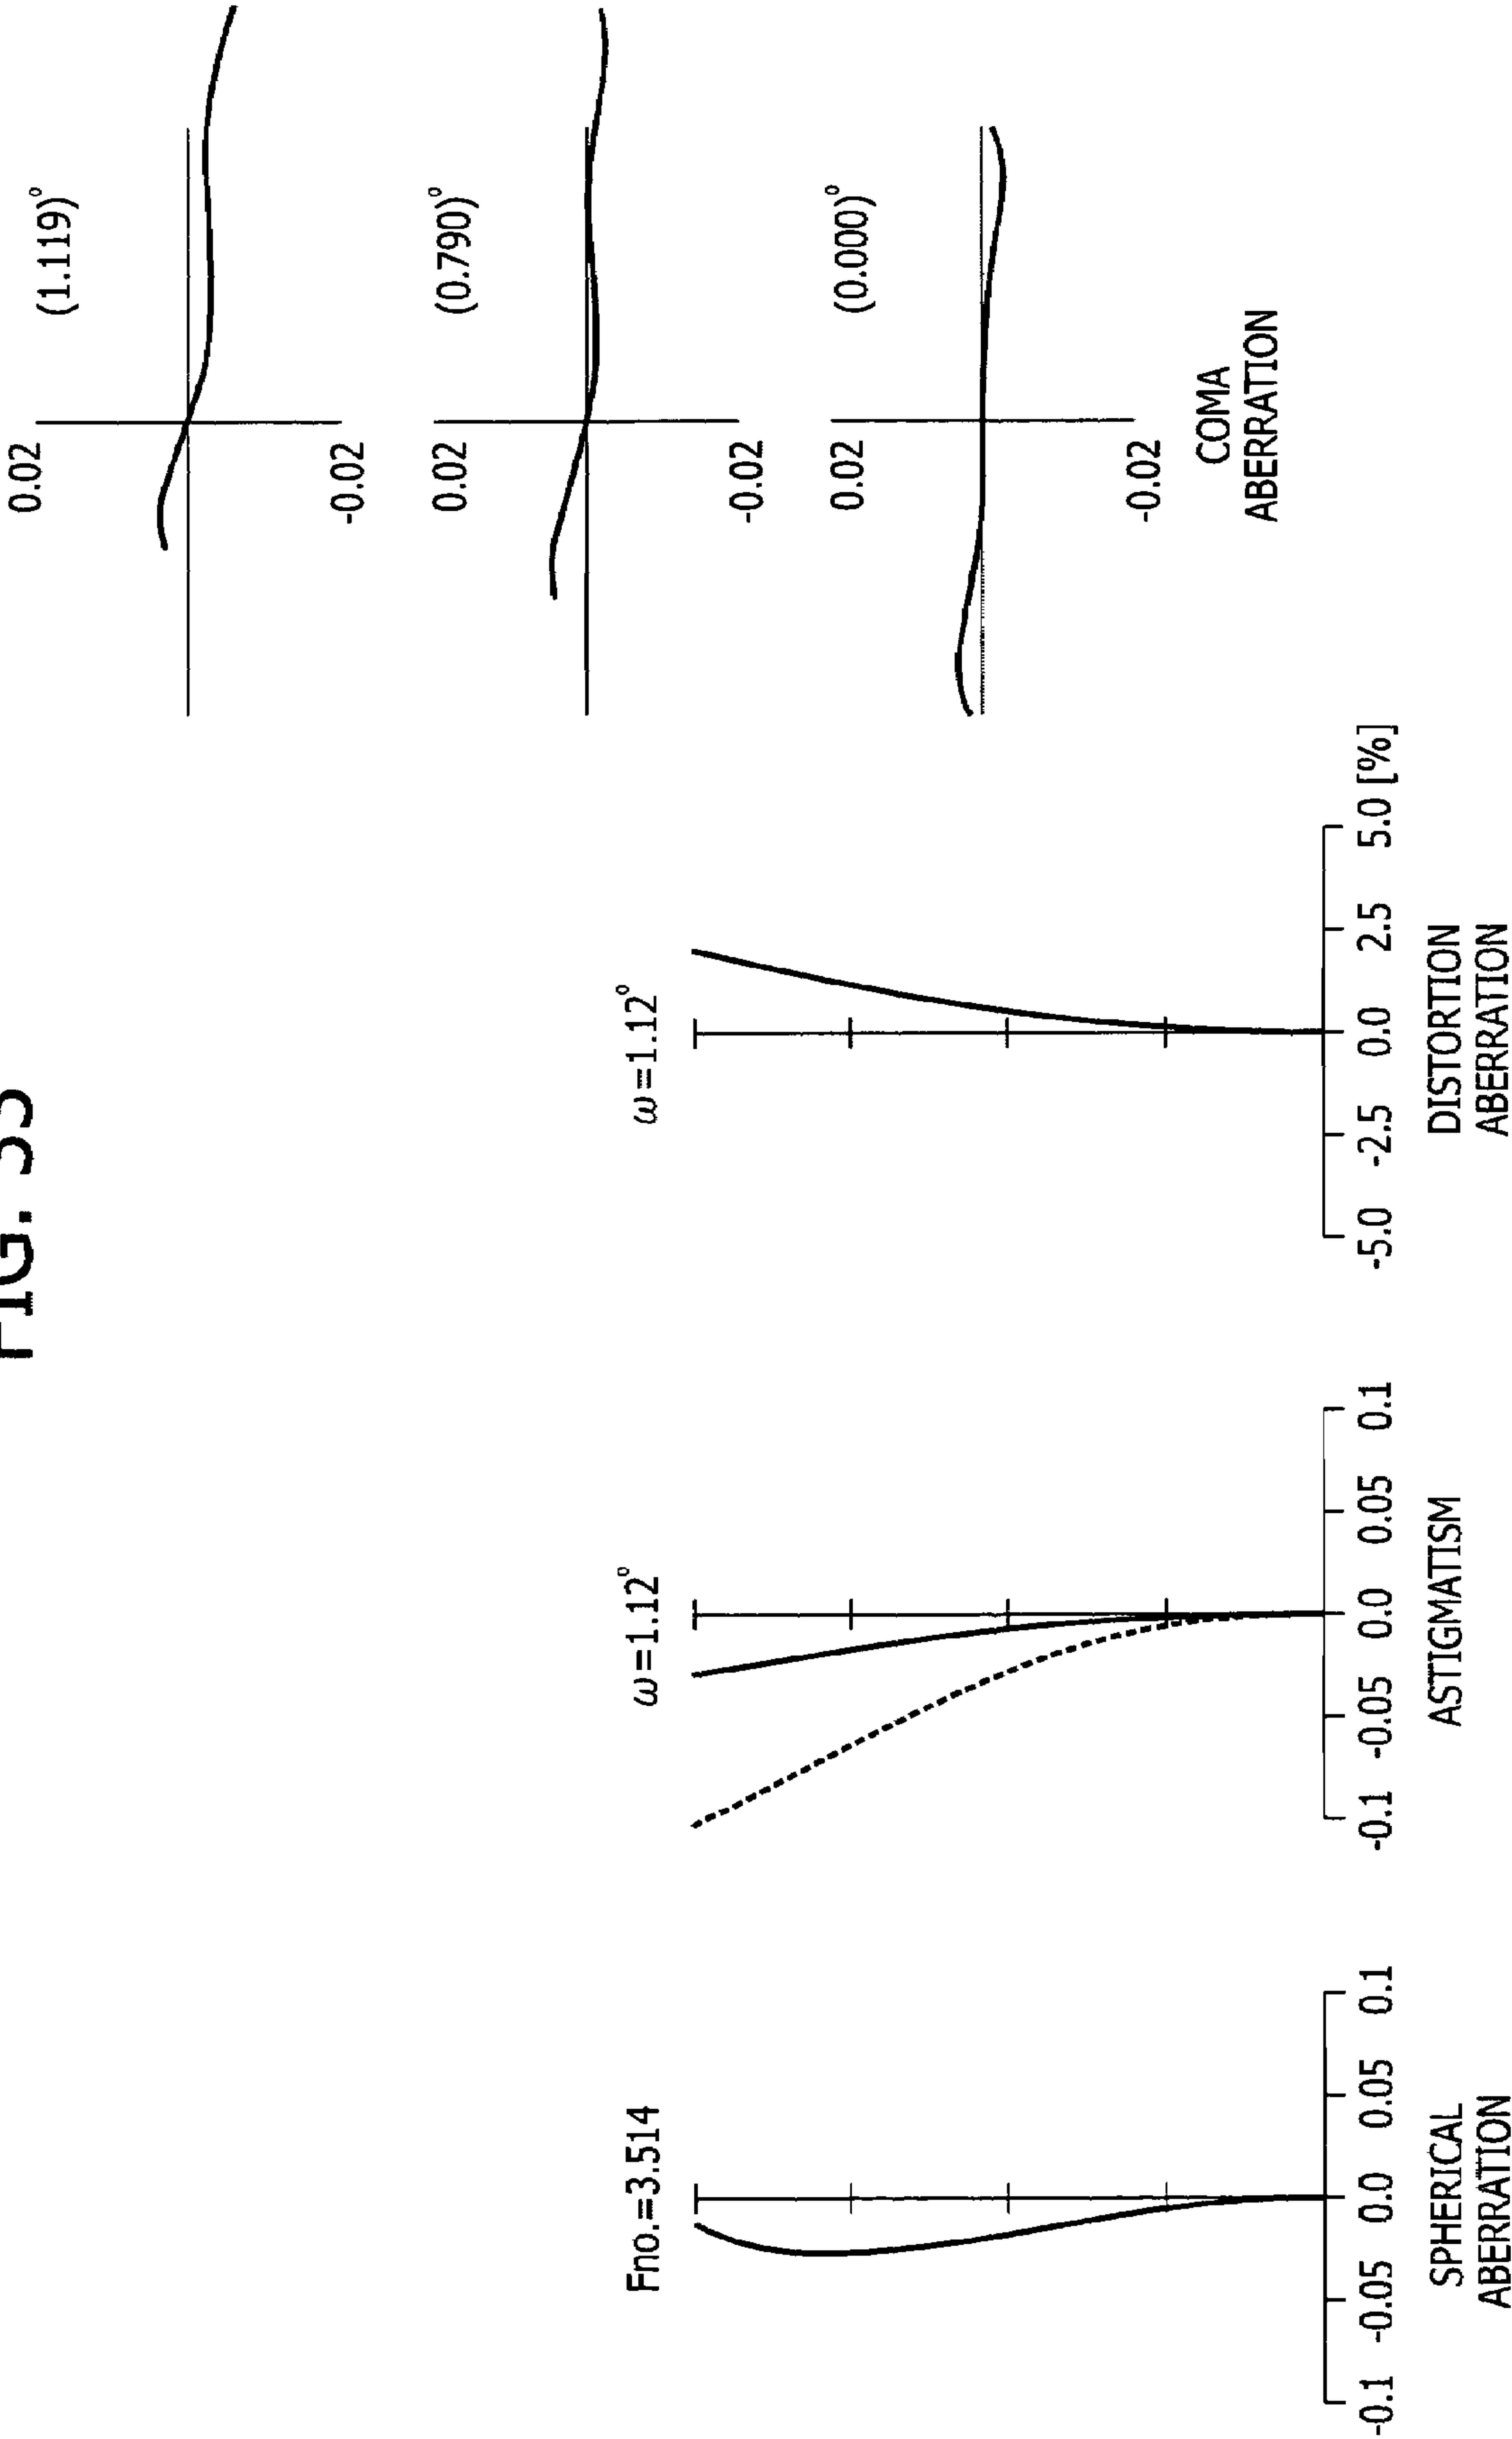 FIG.
Fno.=3.514
-0.1 -0.05 0.0 0.05 0.1
SPHERICAL
ABERRATION
ω=1.12°
-0.1 -0.05 0.0 0.05 0.1
ASTIGMATISM
ω=1.12°
-5.0 -2.5 0.0 2.5 5.0 [%]
DISTORTION
ABERRATION
0.02
(1.119)°
-0.02
0.02
(0.790)°
-0.02
0.02
(0.000)°
-0.02
COMA
ABERRATION